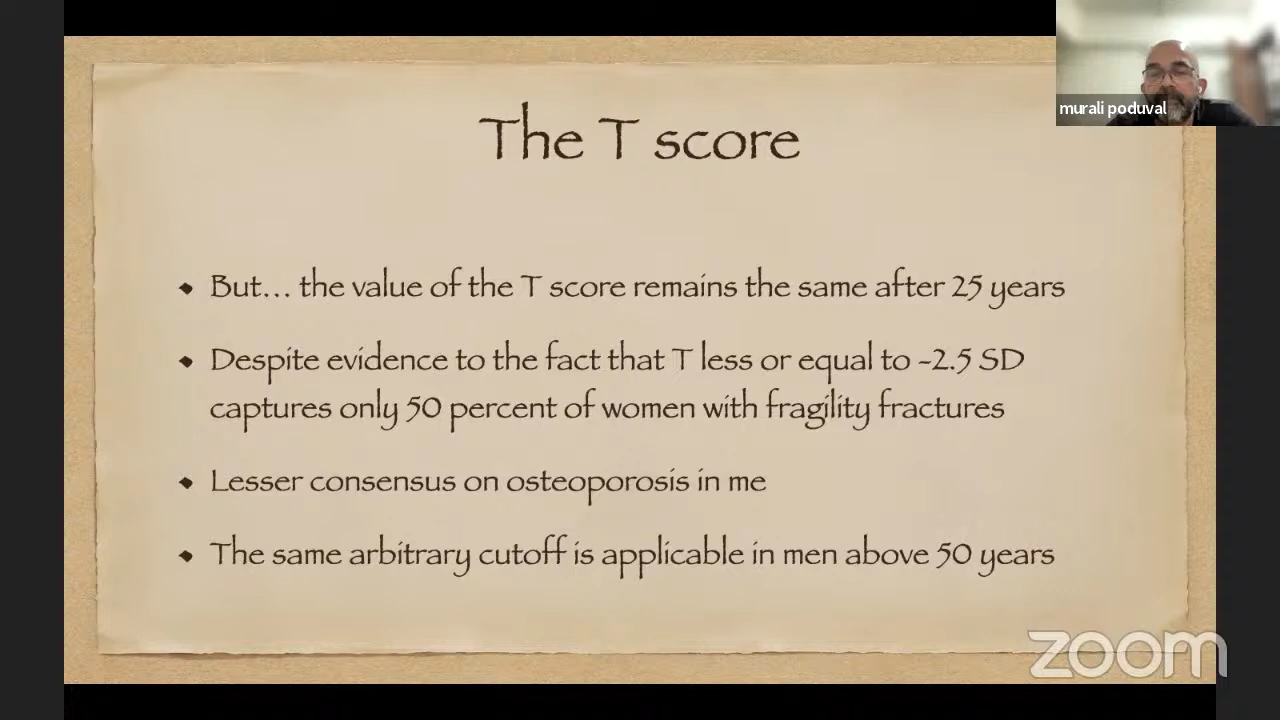 murali poduval
The T score
But... the value of the T score remains the same after 25 years
Despite evidence to the fact that T less or equal to -2.5 SD
captures only 50 percent of women with fragility fractures
Lesser consensus on osteoporosis in me
The same arbitrary cutoff is applicable in men above 50 years
zoom